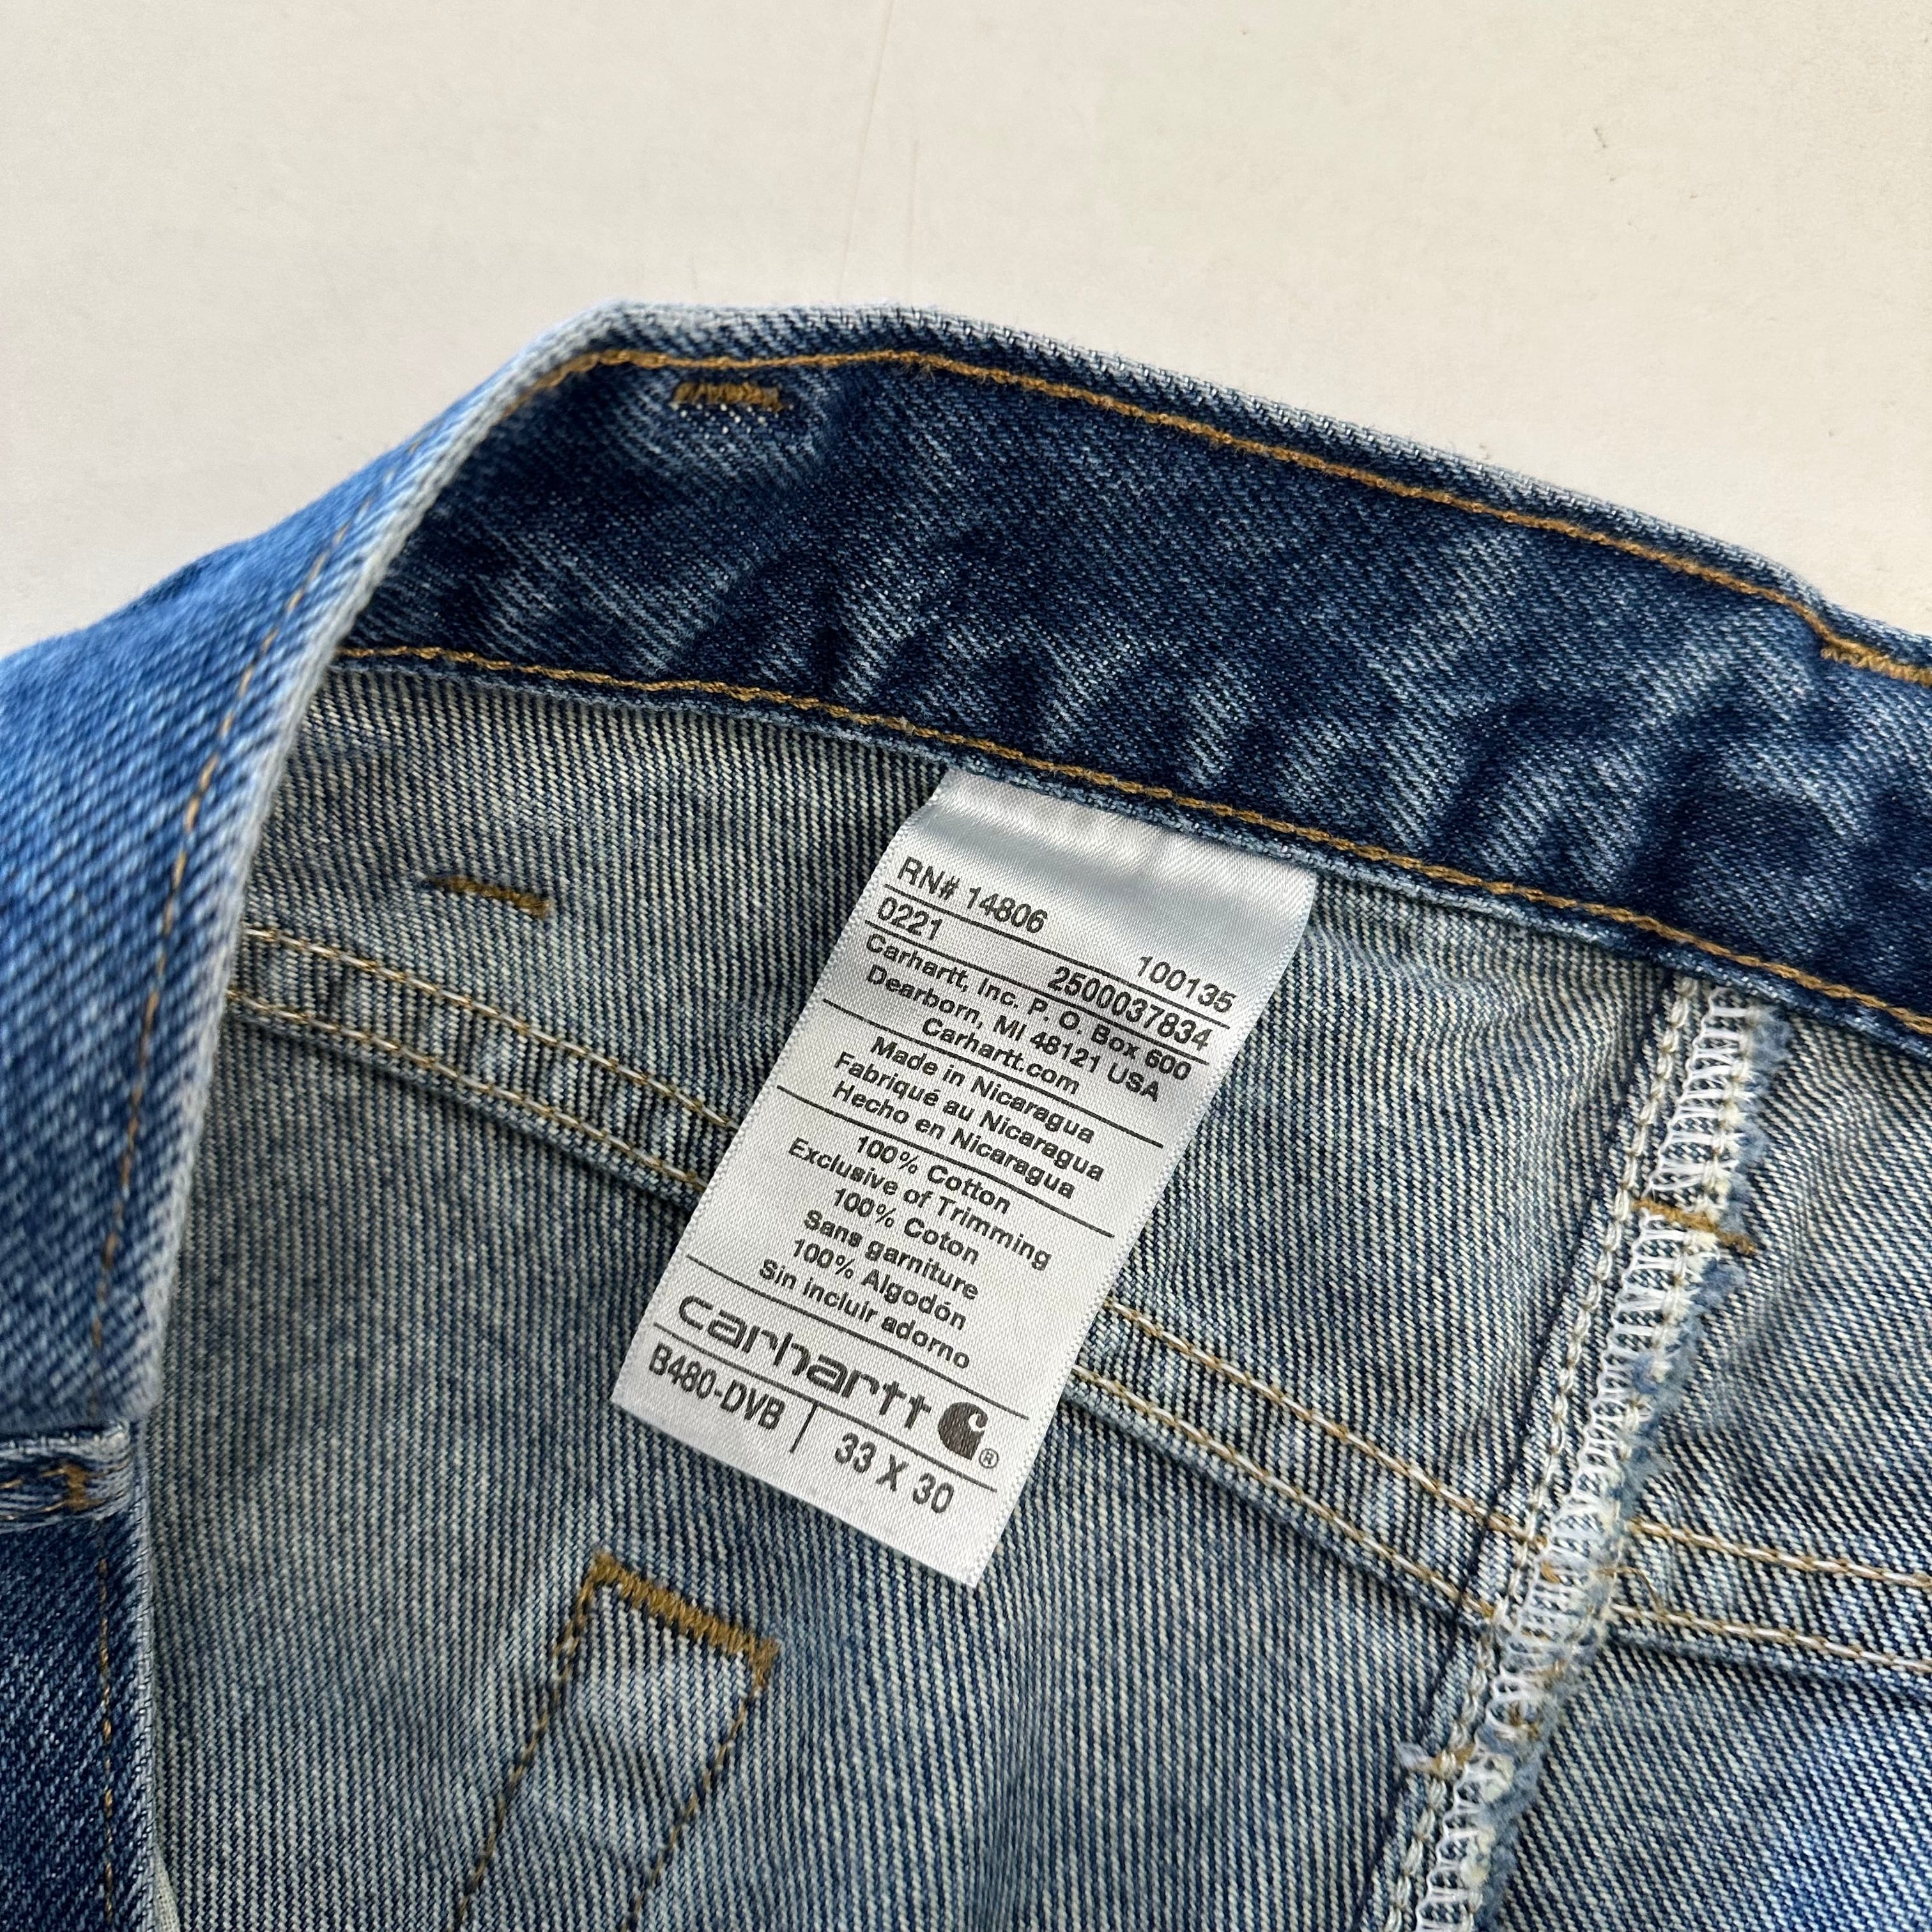 RN# 14806 100135
0221 2500037834
Carhartt, Inc. P. O. Box 600
Dearborn, MI 48121 USA
Carhartt.com
Made in Nicaragua
Fabriqué au Nicaragua
Hecho en Nicaragua
100% Cotton
Exclusive of Trimming
100% Coton
Sans garniture
100% Algodón
Sin incluir adorno
carhartt ®
B480-DVB | 33 X 30